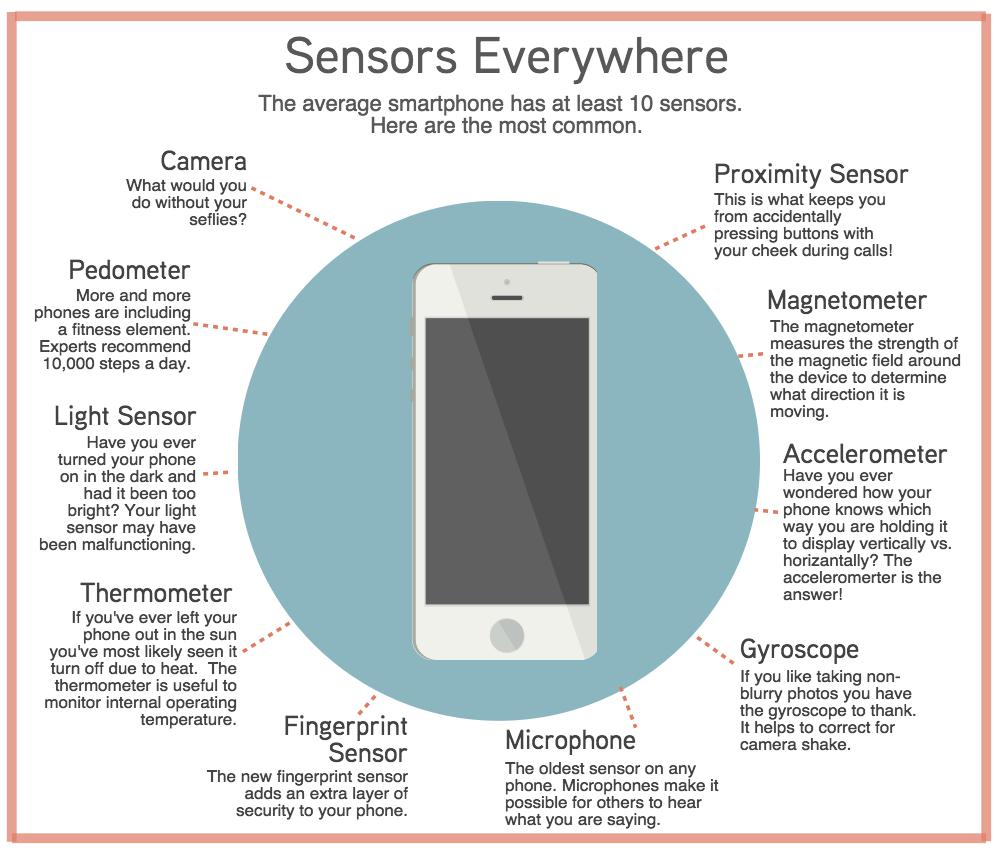 Sensors Everywhere
The average smartphone has at least 10 sensors.
Here are the most common.
Camera
What would you
do without your
seflies?
Pedometer
More and more
phones are including
a fitness element.
Experts recommend
10,000 steps a day.
Light Sensor
Have you ever
turned your phone
on in the dark and
had it been too
bright? Your light
sensor may have
been malfunctioning.
Thermometer
If you've ever left your
phone out in the sun
you've most likely seen it
turn off due to heat. The
thermometer is useful to
monitor internal operating
temperature.
Fingerprint
Sensor
The new fingerprint sensor
adds an extra layer of
security to your phone.
Microphone
The oldest sensor on any
phone. Microphones make it
possible for others to hear
what you are saying.
Proximity Sensor
This is what keeps you
from accidentally
pressing buttons with
your cheek during calls!
Magnetometer
The magnetometer
measures the strength of
the magnetic field around
the device to determine
what direction it is
moving.
Accelerometer
Have you ever
wondered how your
phone knows which
way you are holding it
to display vertically vs.
horizantally? The
acceleromerter is the
answer!
Gyroscope
If you like taking non-
blurry photos you have
the gyroscope to thank.
It helps to correct for
camera shake.